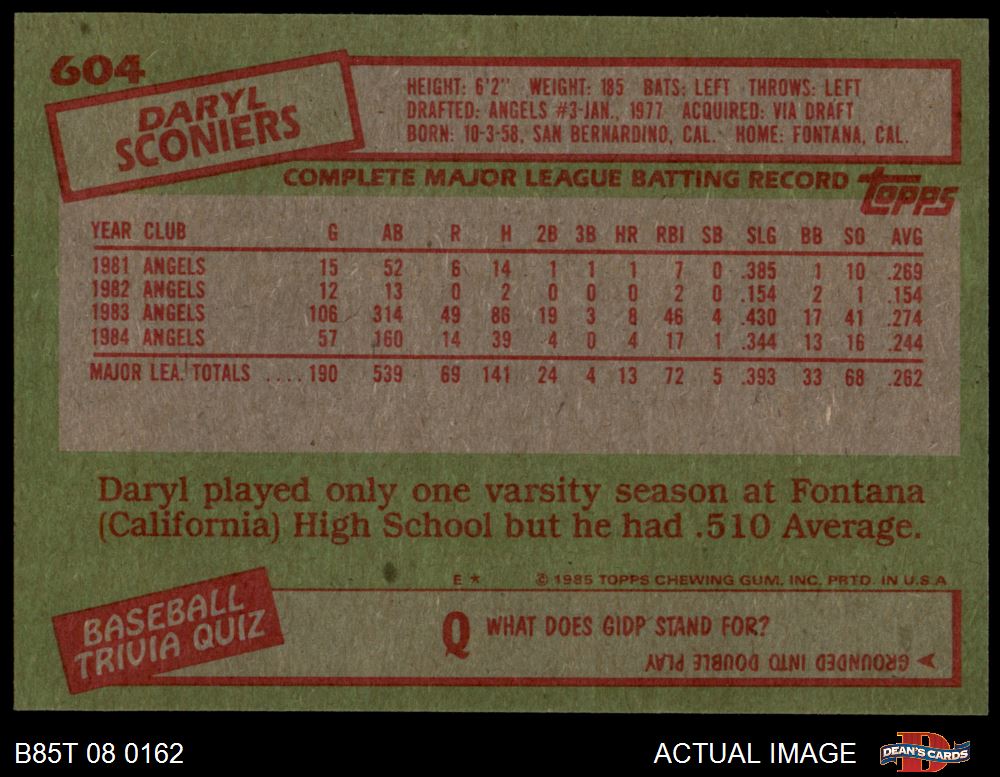 604
DARYL
SCONIERS
HEIGHT: 6'2" WEIGHT: 185 BATS: LEFT THROWS: LEFT
DRAFTED: ANGELS #3-JAN., 1977 ACQUIRED: VIA DRAFT
BORN: 10-3-58, SAN BERNARDINO, CAL. HOME: FONTANA, CAL.
COMPLETE MAJOR LEAGUE BATTING RECORD topps
YEAR CLUB G AB R H 2B 3B HR RBI SB SLG BB SO AVG
1981 ANGELS 15 52 6 14 1 1 1 7 0 .385 1 10 .269
1982 ANGELS 12 13 0 2 0 0 0 2 0 .154 2 1 .154
1983 ANGELS 106 314 49 86 19 3 8 46 4 .430 17 41 .274
1984 ANGELS 57 160 14 39 4 0 4 17 1 .344 13 16 .244
MAJOR LEA. TOTALS ....190 539 69 141 24 4 13 72 5 .393 33 68 .262
Daryl played only one varsity season at Fontana
(California) High School but he had .510 Average.
E * © 1985 TOPPS CHEWING GUM, INC. PRTD. IN U.S.A
BASEBALL
TRIVIA QUIZ
Q WHAT DOES GIDP STAND FOR?
GROUNDED INTO DOUBLE PLAY
B85T 08 0162 ACTUAL IMAGE D DEAN'S CARDS